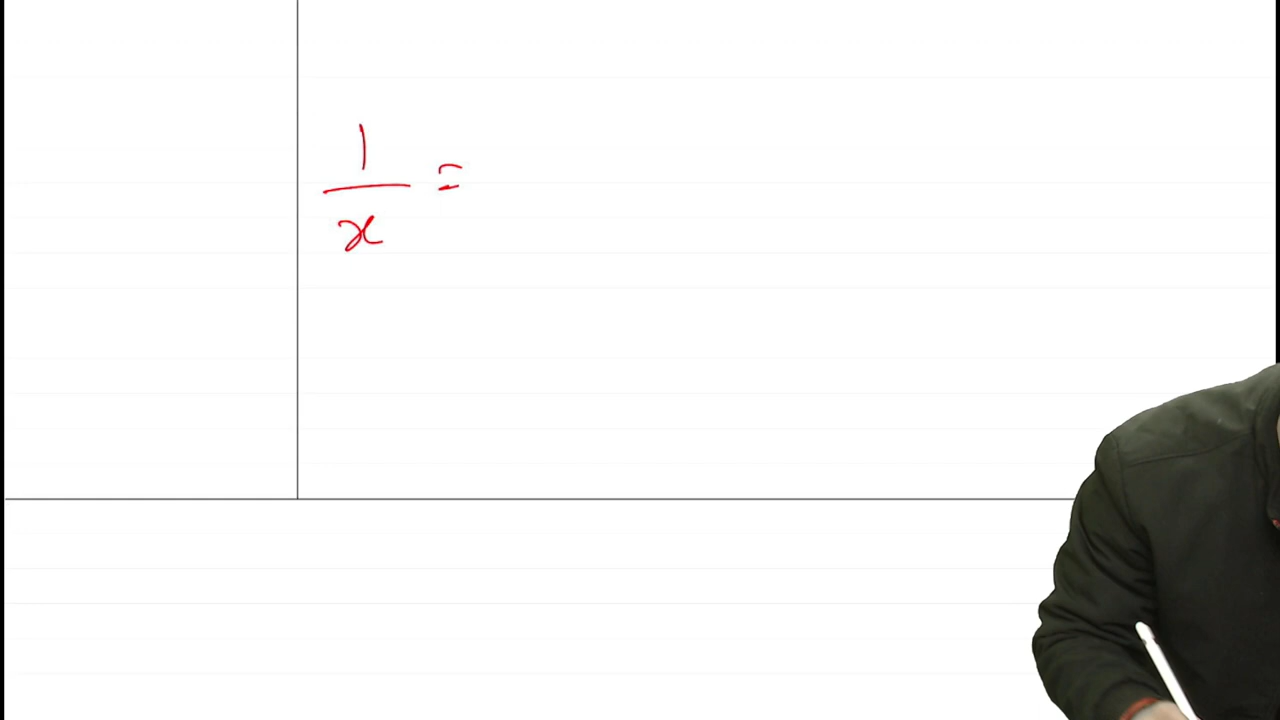 1/x =